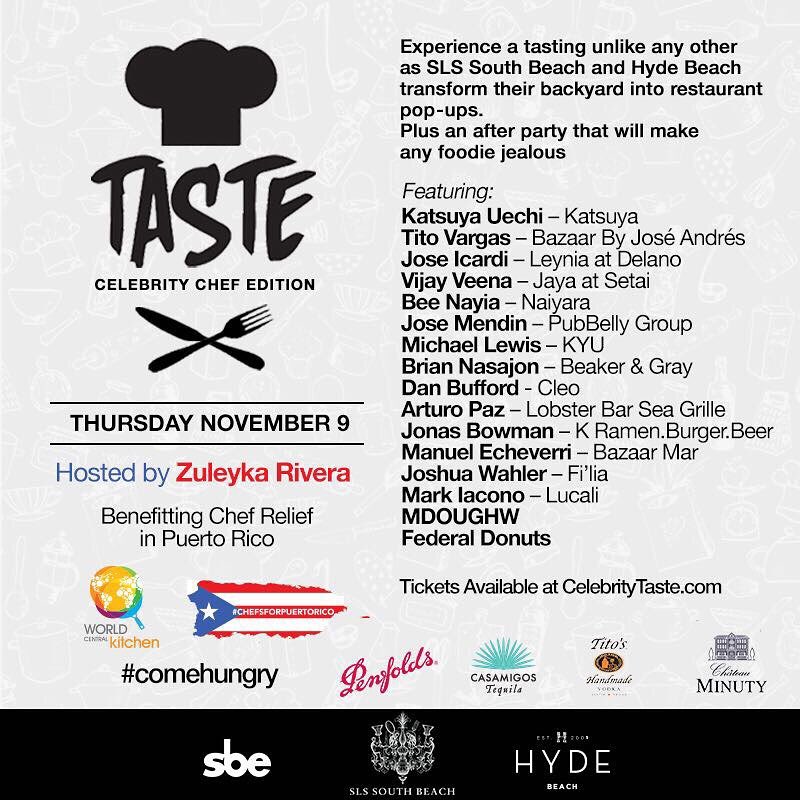 TASTE
CELEBRITY CHEF EDITION
THURSDAY NOVEMBER 9
Hosted by Zuleyka Rivera
Benefitting Chef Relief
in Puerto Rico
WORLD
CENTRAL kitchen
#CHEFSFORPUERTORICO
#comehungry
Experience a tasting unlike any other
as SLS South Beach and Hyde Beach
transform their backyard into restaurant
pop-ups.
Plus an after party that will make
any foodie jealous
Featuring:
Katsuya Uechi – Katsuya
Tito Vargas – Bazaar By José Andrés
Jose Icardi – Leynia at Delano
Vijay Veena – Jaya at Setai
Bee Nayia – Naiyara
Jose Mendin – PubBelly Group
Michael Lewis – KYU
Brian Nasajon – Beaker & Gray
Dan Bufford - Cleo
Arturo Paz – Lobster Bar Sea Grille
Jonas Bowman – K Ramen.Burger.Beer
Manuel Echeverri – Bazaar Mar
Joshua Wahler – Fi'lia
Mark Iacono – Lucali
MDOUGHW
Federal Donuts
Tickets Available at CelebrityTaste.com
Penfolds®
CASAMIGOS
Tequila
Tito's
Handmade
VODKA
Château
MINUTY
sbe
SLS SOUTH BEACH
EST. H 2005
HYDE
BEACH